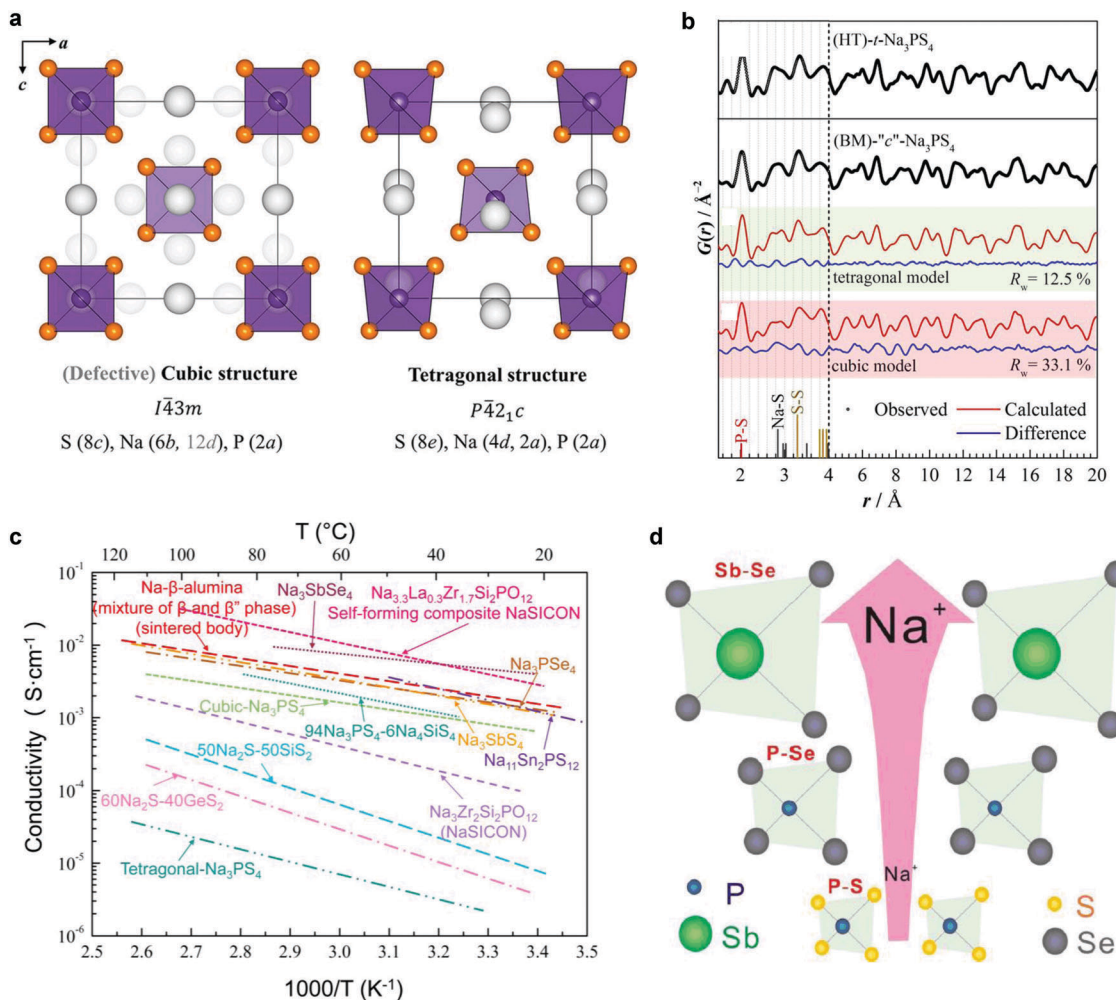 a
a
c
(Defective) Cubic structure
I4̅3m
S (8c), Na (6b, 12d), P (2a)
Tetragonal structure
P4̅2₁c
S (8e), Na (4d, 2a), P (2a)
b
G(r) / Å⁻²
(HT)-t-Na₃PS₄
(BM)-"c"-Na₃PS₄
tetragonal model
R_w = 12.5 %
cubic model
R_w = 33.1 %
P-S
Na-S
S-S
Observed
Calculated
Difference
2 3 4 6 8 10 12 14 16 18 20
r / Å
c
T (°C)
120 100 80 60 40 20
Conductivity ( S·cm⁻¹)
10⁻¹
10⁻²
10⁻³
10⁻⁴
10⁻⁵
10⁻⁶
Na-β-alumina
(mixture of β and β" phase)
(sintered body)
Na₃SbSe₄
Na₃.₃La₀.₃Zr₁.₇Si₂PO₁₂
Self-forming composite NaSICON
Na₃PSe₄
Cubic-Na₃PS₄
94Na₃PS₄-6Na₄SiS₄
Na₃SbS₄
Na₁₁Sn₂PS₁₂
50Na₂S-50SiS₂
60Na₂S-40GeS₂
Na₃Zr₂Si₂PO₁₂
(NaSICON)
Tetragonal-Na₃PS₄
2.5 2.6 2.7 2.8 2.9 3.0 3.1 3.2 3.3 3.4 3.5
1000/T (K⁻¹)
d
Sb-Se
Na⁺
P-Se
Na⁺
P-S
P
Sb
S
Se